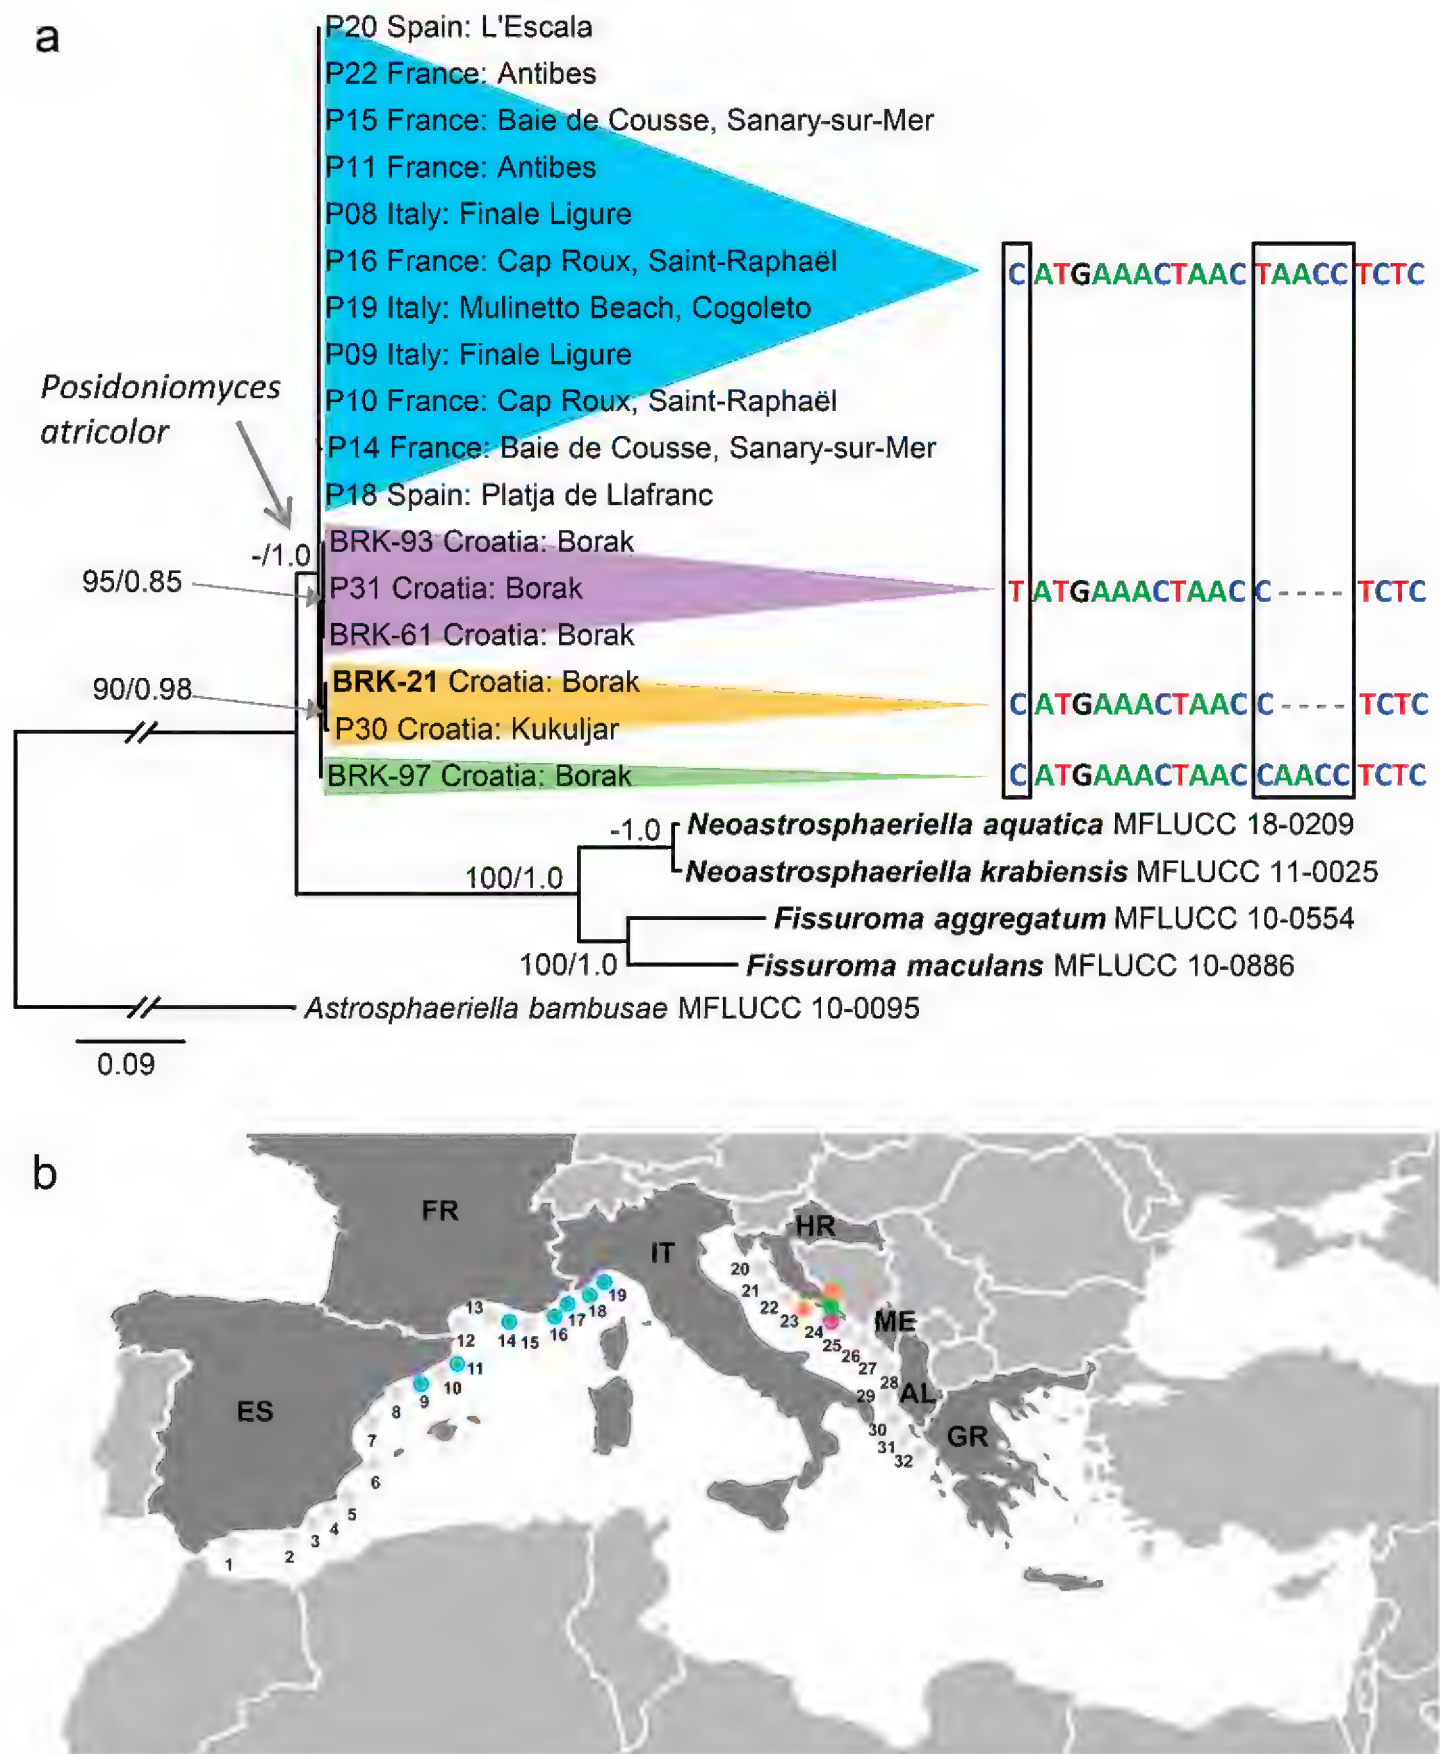 a
P20 Spain: L'Escala
P22 France: Antibes
P15 France: Baie de Cousse, Sanary-sur-Mer
P11 France: Antibes
P08 Italy: Finale Ligure
P16 France: Cap Roux, Saint-Raphaël
CATGAAACTAACTAACCTCTC
P19 Italy: Mulinetto Beach, Cogoleto
P09 Italy: Finale Ligure
Posidoniomyces
atricolor
P10 France: Cap Roux, Saint-Raphaël
P14 France: Baie de Cousse, Sanary-sur-Mer
P18 Spain: Platja de Llafranc
BRK-93 Croatia: Borak
-/1.0
95/0.85
P31 Croatia: Borak
TATGAAACTAACC----TCTC
BRK-61 Croatia: Borak
BRK-21 Croatia: Borak
90/0.98
CATGAAACTAACC----TCTC
P30 Croatia: Kukuljar
BRK-97 Croatia: Borak
CATGAAACTAACCAACCTCTC
-1.0
Neoastrosphaeriella aquatica MFLUCC 18-0209
100/1.0
Neoastrosphaeriella krabiensis MFLUCC 11-0025
Fissuroma aggregatum MFLUCC 10-0554
100/1.0
Fissuroma maculans MFLUCC 10-0886
Astrosphaeriella bambusae MFLUCC 10-0095
0.09
b
FR
HR
IT
20
21
22
23
24
25
26
27
28
29
30
31
32
ME
AL
GR
19
18
17
16
15
14
13
12
11
10
9
8
7
6
5
4
3
2
1
ES